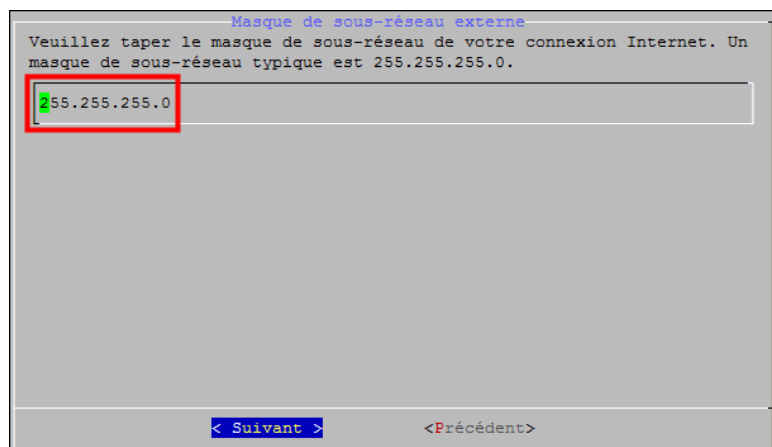 Masque de sous-réseau externe
Veuillez taper le masque de sous-réseau de votre connexion Internet. Un
masque de sous-réseau typique est 255.255.255.0.
255.255.255.0
< Suivant > <Précédent>